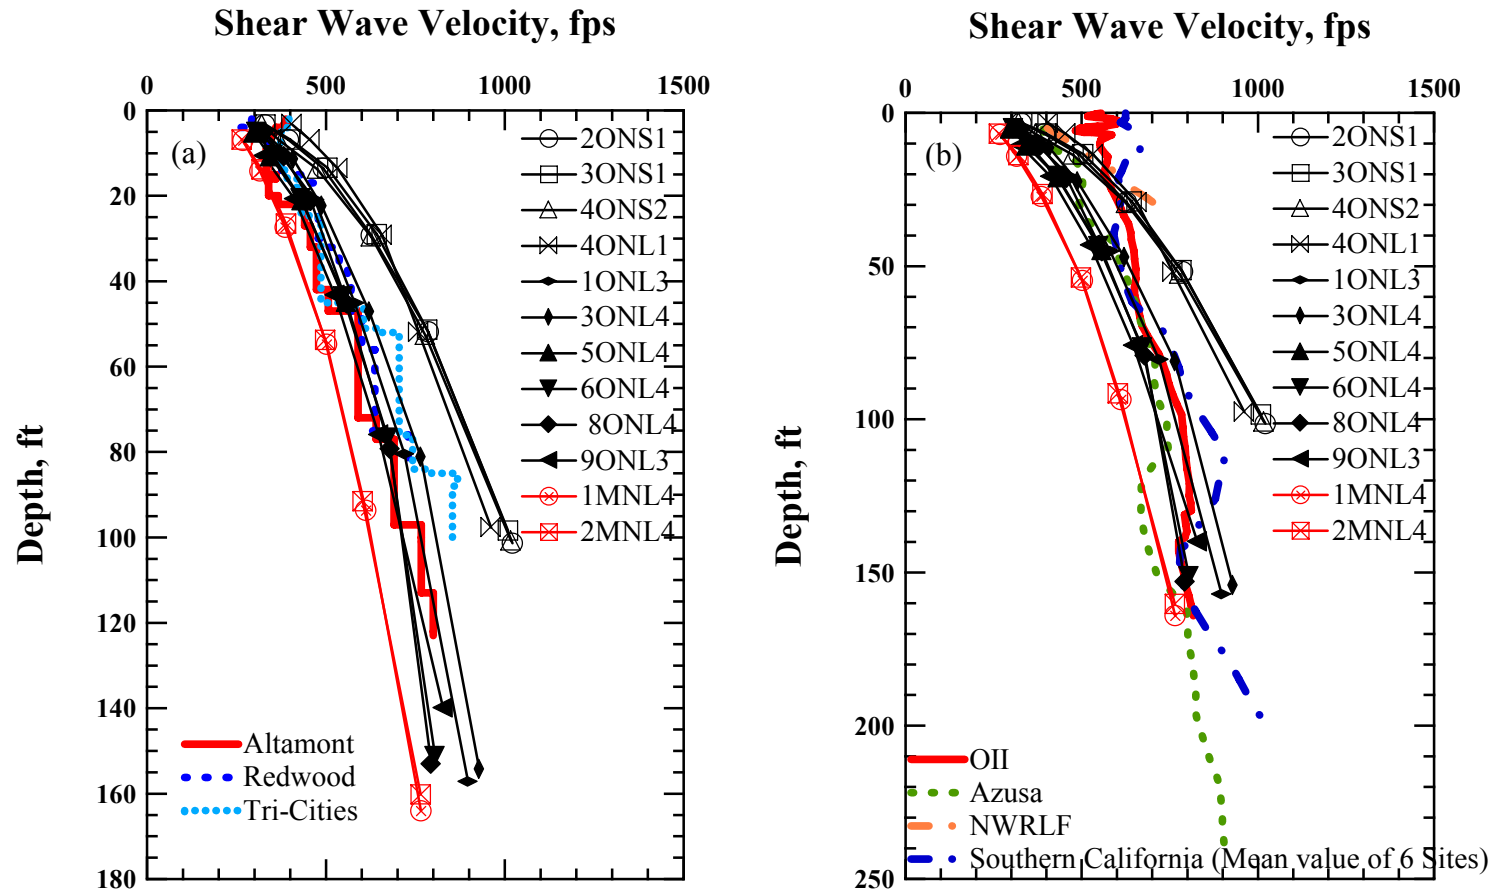 Shear Wave Velocity, fps
0 500 1000 1500
0
20
40
60
80
100
120
140
160
180
Depth, ft
(a)
2ONS1
3ONS1
4ONS2
4ONL1
1ONL3
3ONL4
5ONL4
6ONL4
8ONL4
9ONL3
1MNL4
2MNL4
Altamont
Redwood
Tri-Cities
Shear Wave Velocity, fps
0 500 1000 1500
0
50
100
150
200
250
Depth, ft
(b)
2ONS1
3ONS1
4ONS2
4ONL1
1ONL3
3ONL4
5ONL4
6ONL4
8ONL4
9ONL3
1MNL4
2MNL4
OII
Azusa
NWRLF
Southern California (Mean value of 6 Sites)